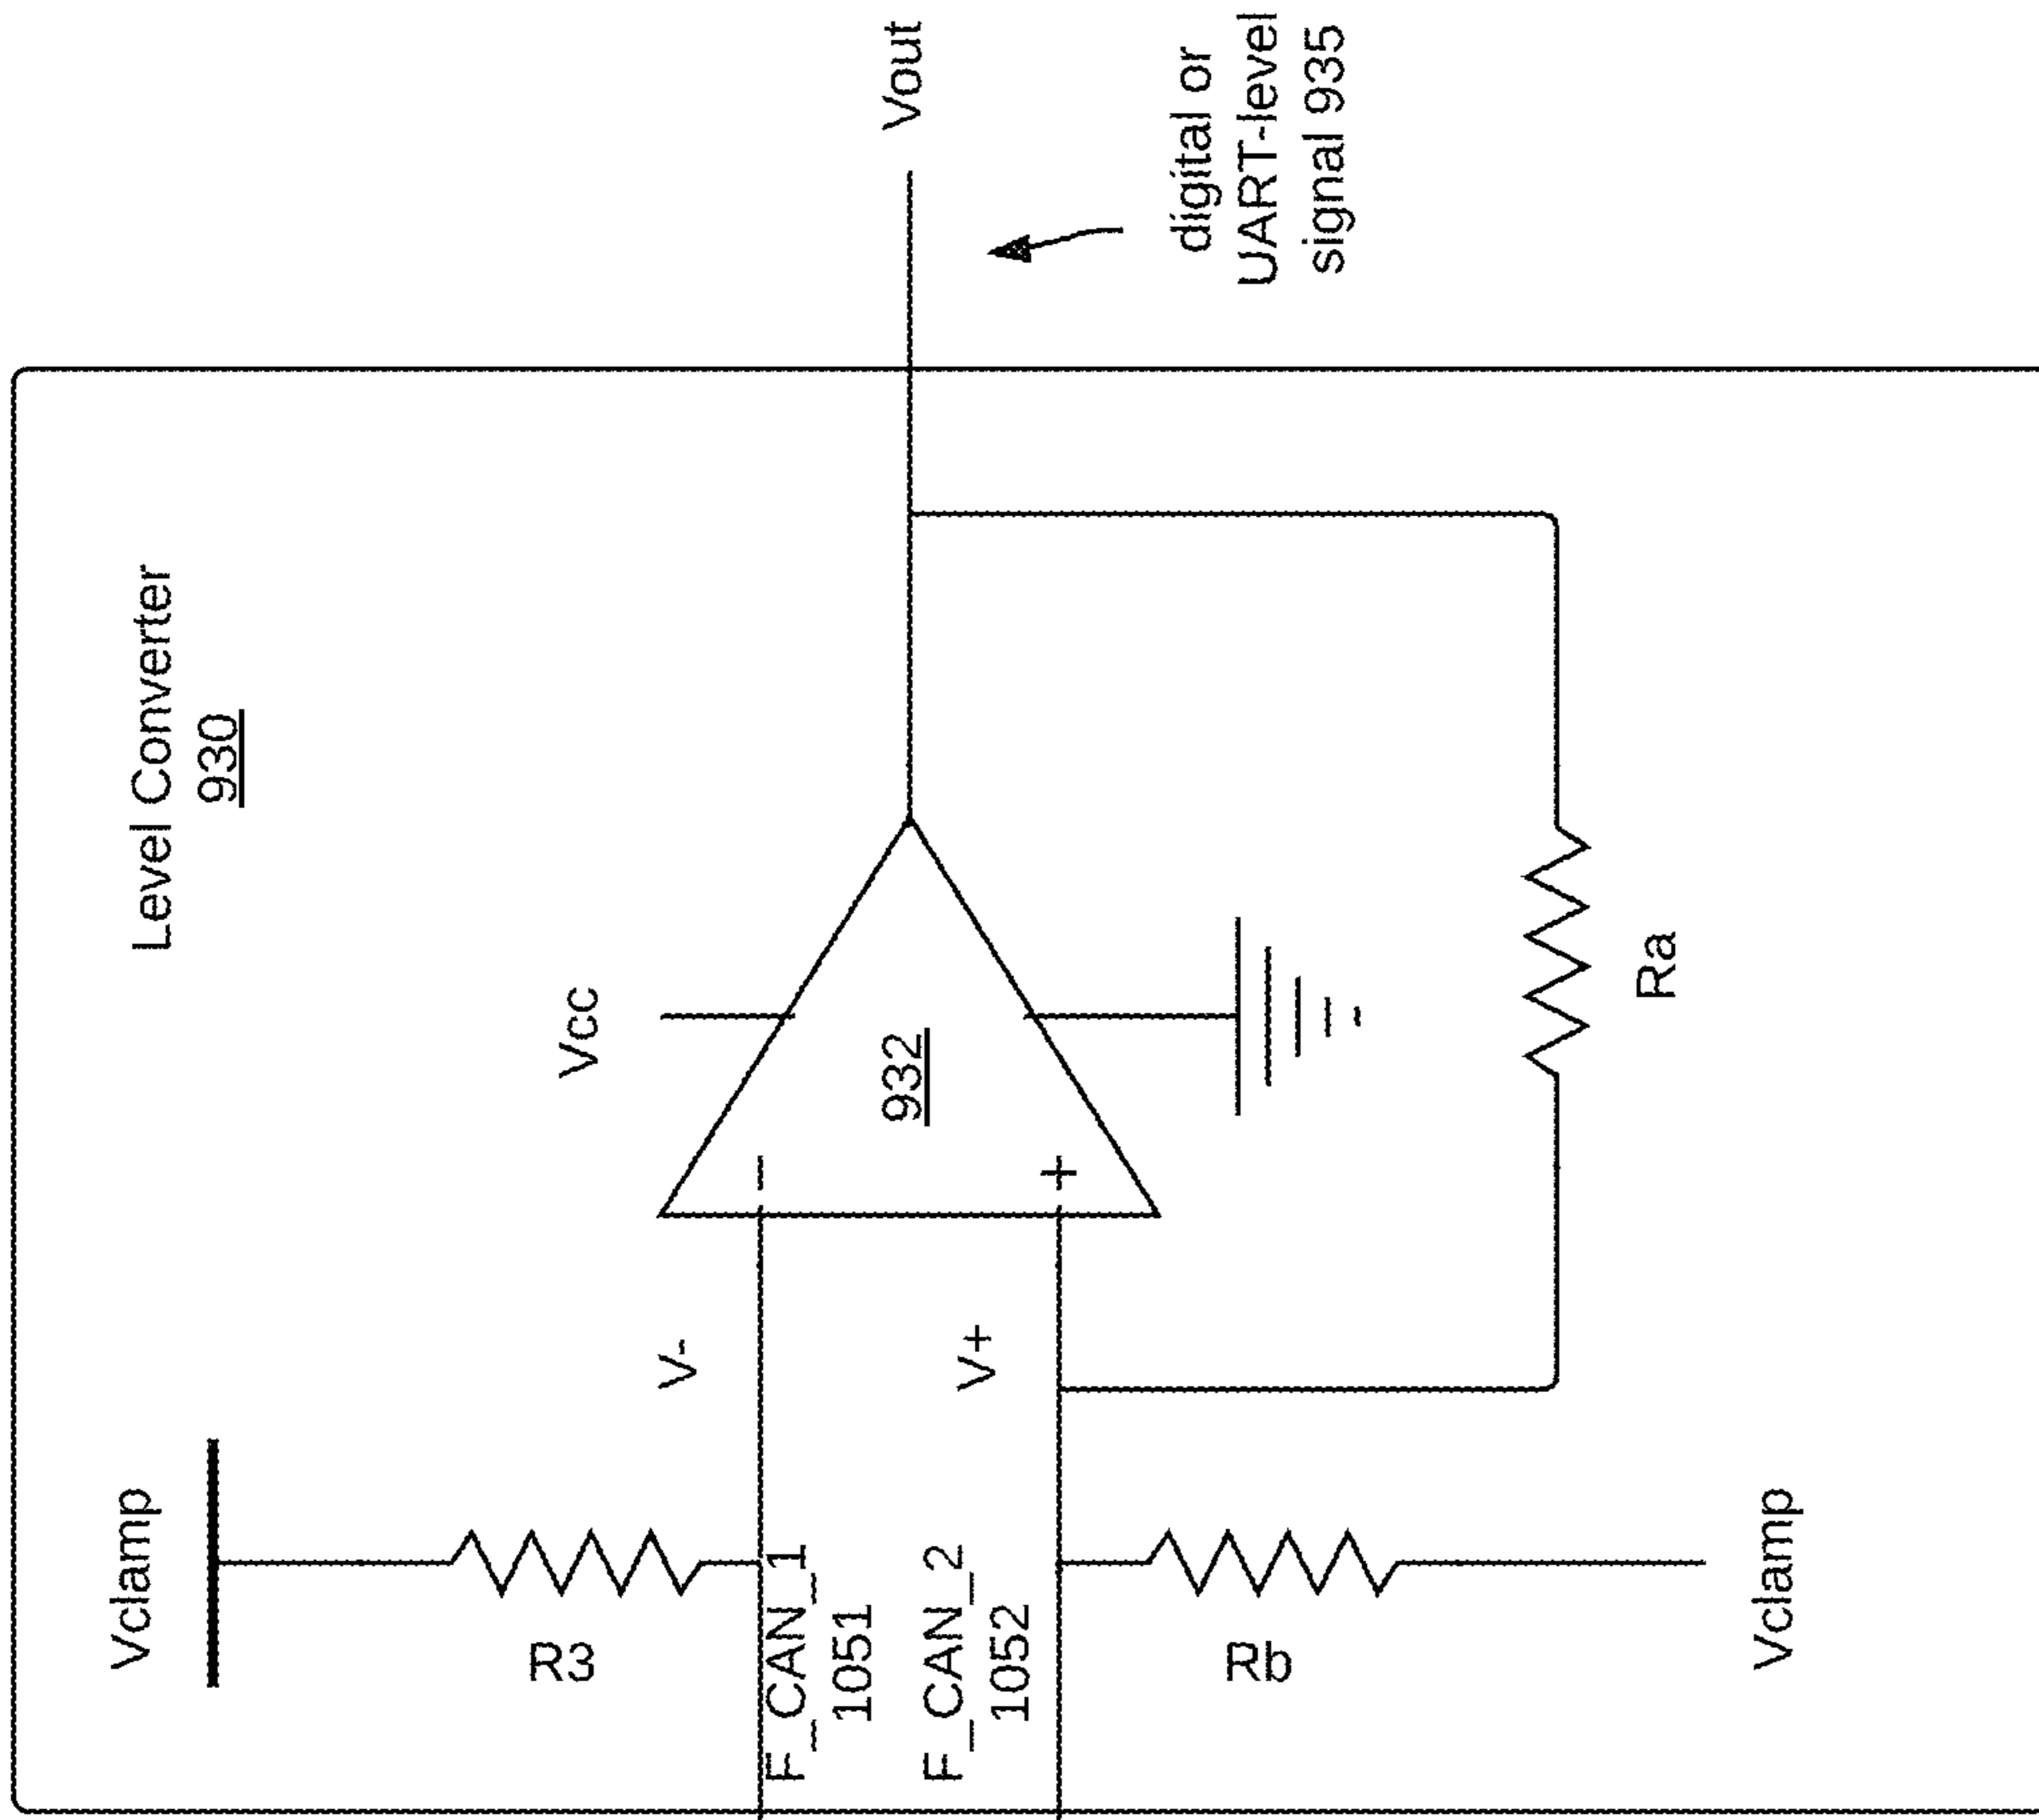 Level Converter
930
Vclamp
R3
Vcc
V-
F_CAN_1
1051
F_CAN_2
1052
V+
−
+
932
Rb
Vclamp
Ra
Vout
digital or
UART-level
signal 935